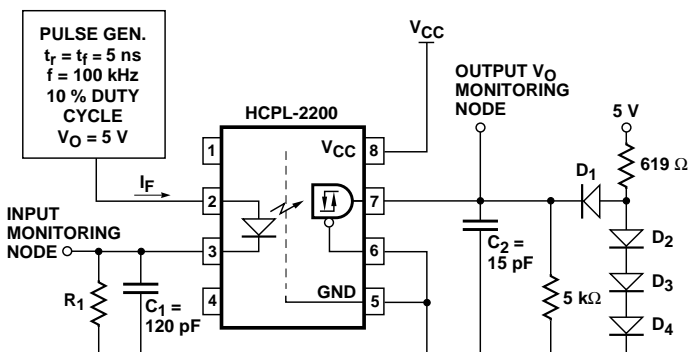 PULSE GEN.
tr = tf = 5 ns
f = 100 kHz
10 % DUTY
CYCLE
VO = 5 V
VCC
OUTPUT VO
MONITORING
NODE
HCPL-2200
5 V
1
VCC
8
619 Ω
D1
IF
2
7
INPUT
MONITORING
NODE
D2
3
6
C2 =
15 pF
D3
R1
C1 =
120 pF
4
GND
5
5 kΩ
D4